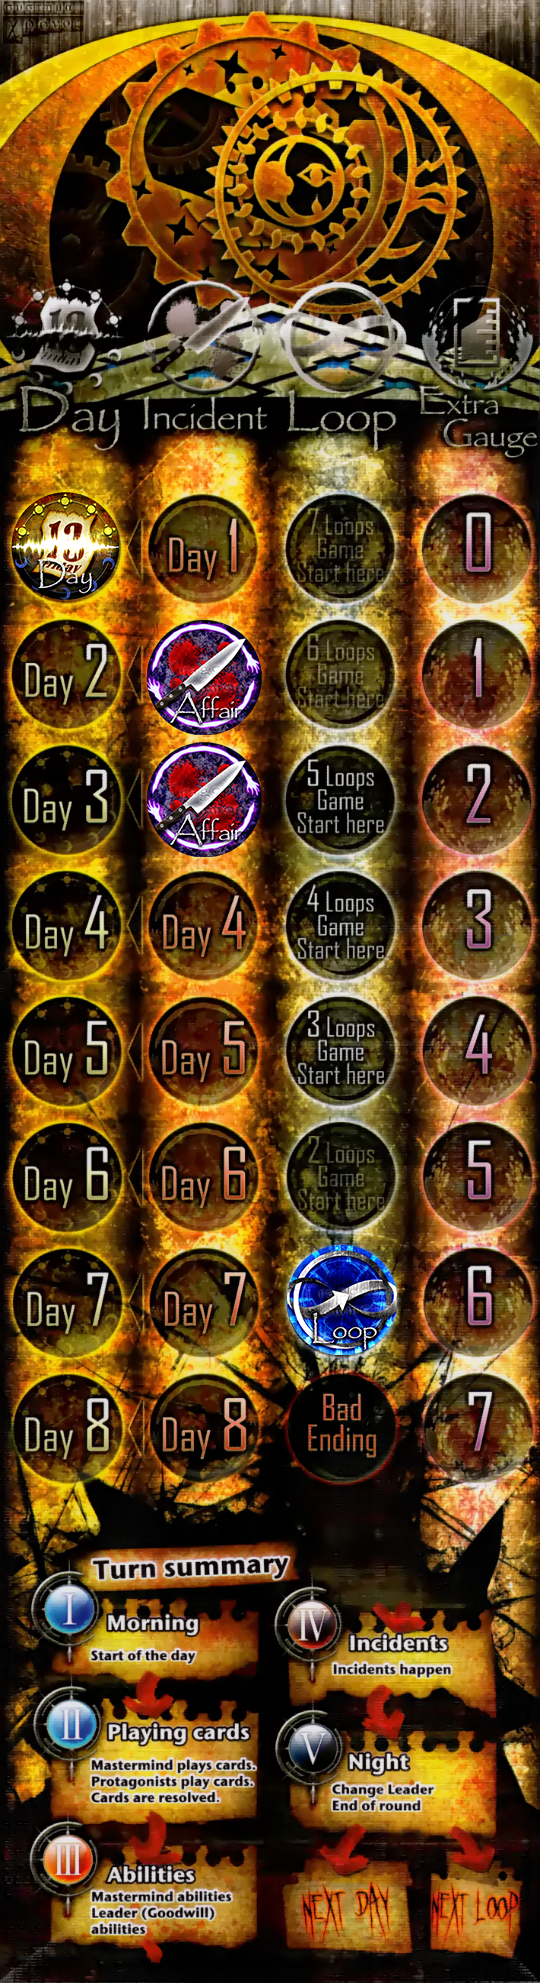 Day Incident Loop Extra
Gauge
Day
Day 1
7 Loops
Game
Start here
0
Day 2
Affair
6 Loops
Game
Start here
1
Day 3
Affair
5 Loops
Game
Start here
2
Day 4
Day 4
4 Loops
Game
Start here
3
Day 5
Day 5
3 Loops
Game
Start here
4
Day 6
Day 6
2 Loops
Game
Start here
5
Day 7
Day 7
Loop
6
Day 8
Day 8
Bad
Ending
7
Turn summary
I
Morning
Start of the day
II
Playing cards
Mastermind plays cards.
Protagonists play cards.
Cards are resolved.
III
Abilities
Mastermind abilities
Leader (Goodwill)
abilities
IV
Incidents
Incidents happen
V
Night
Change Leader
End of round
NEXT DAY
NEXT LOOP